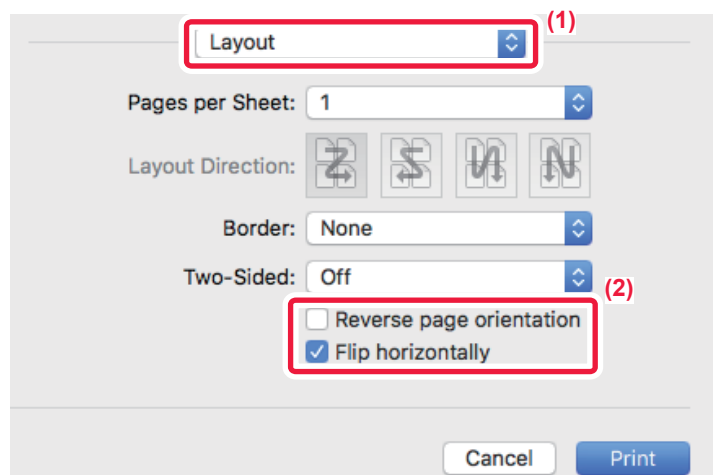 (1)
Layout
Pages per Sheet: 1
Layout Direction:
Border: None
Two-Sided: Off
(2)
Reverse page orientation
Flip horizontally
Cancel Print